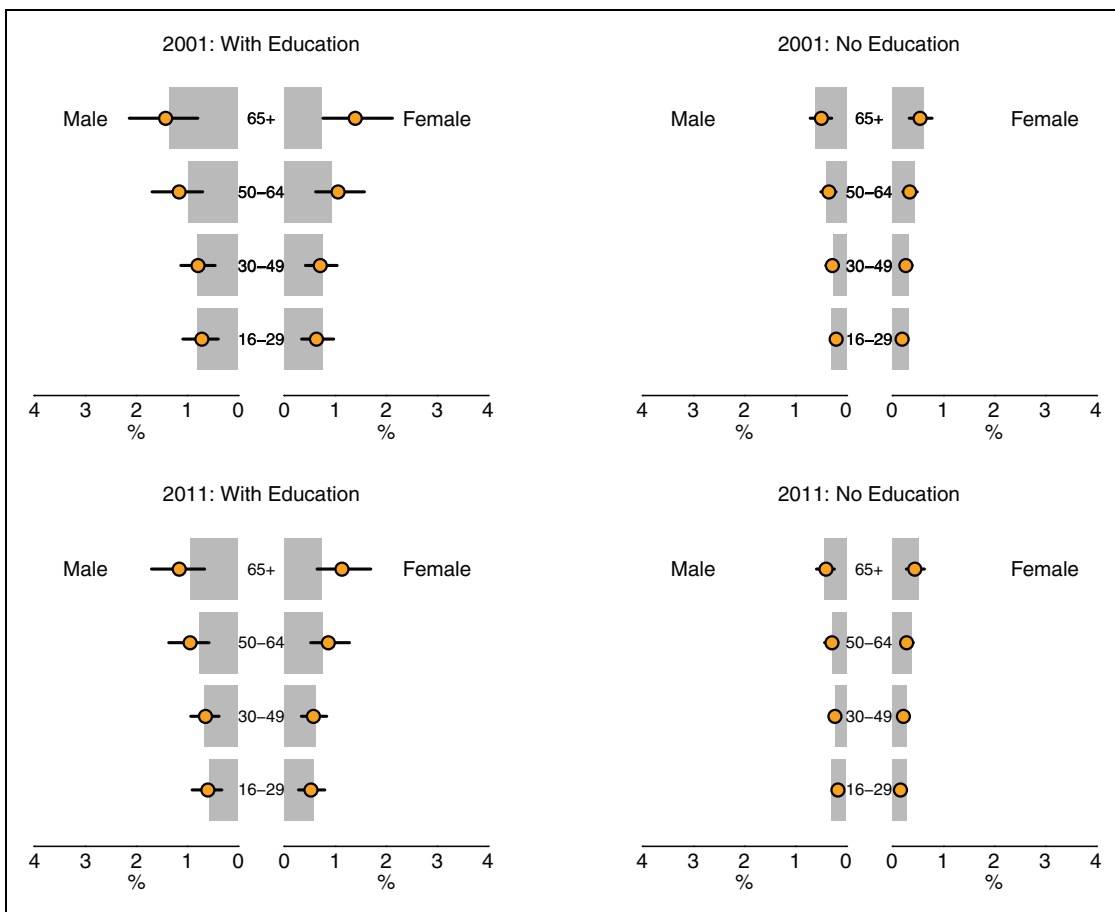 2001: With Education
Male 65+ Female
50–64
30–49
16–29
4 3 2 1 0 0 1 2 3 4
% %
2001: No Education
Male 65+ Female
50–64
30–49
16–29
4 3 2 1 0 0 1 2 3 4
% %
2011: With Education
Male 65+ Female
50–64
30–49
16–29
4 3 2 1 0 0 1 2 3 4
% %
2011: No Education
Male 65+ Female
50–64
30–49
16–29
4 3 2 1 0 0 1 2 3 4
% %